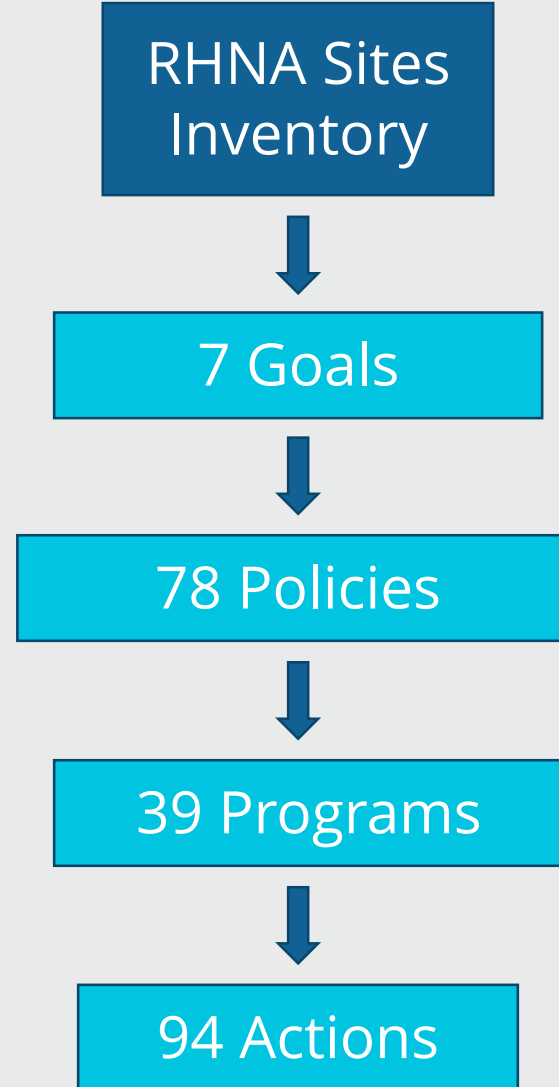 RHNA Sites
Inventory
7 Goals
78 Policies
39 Programs
94 Actions